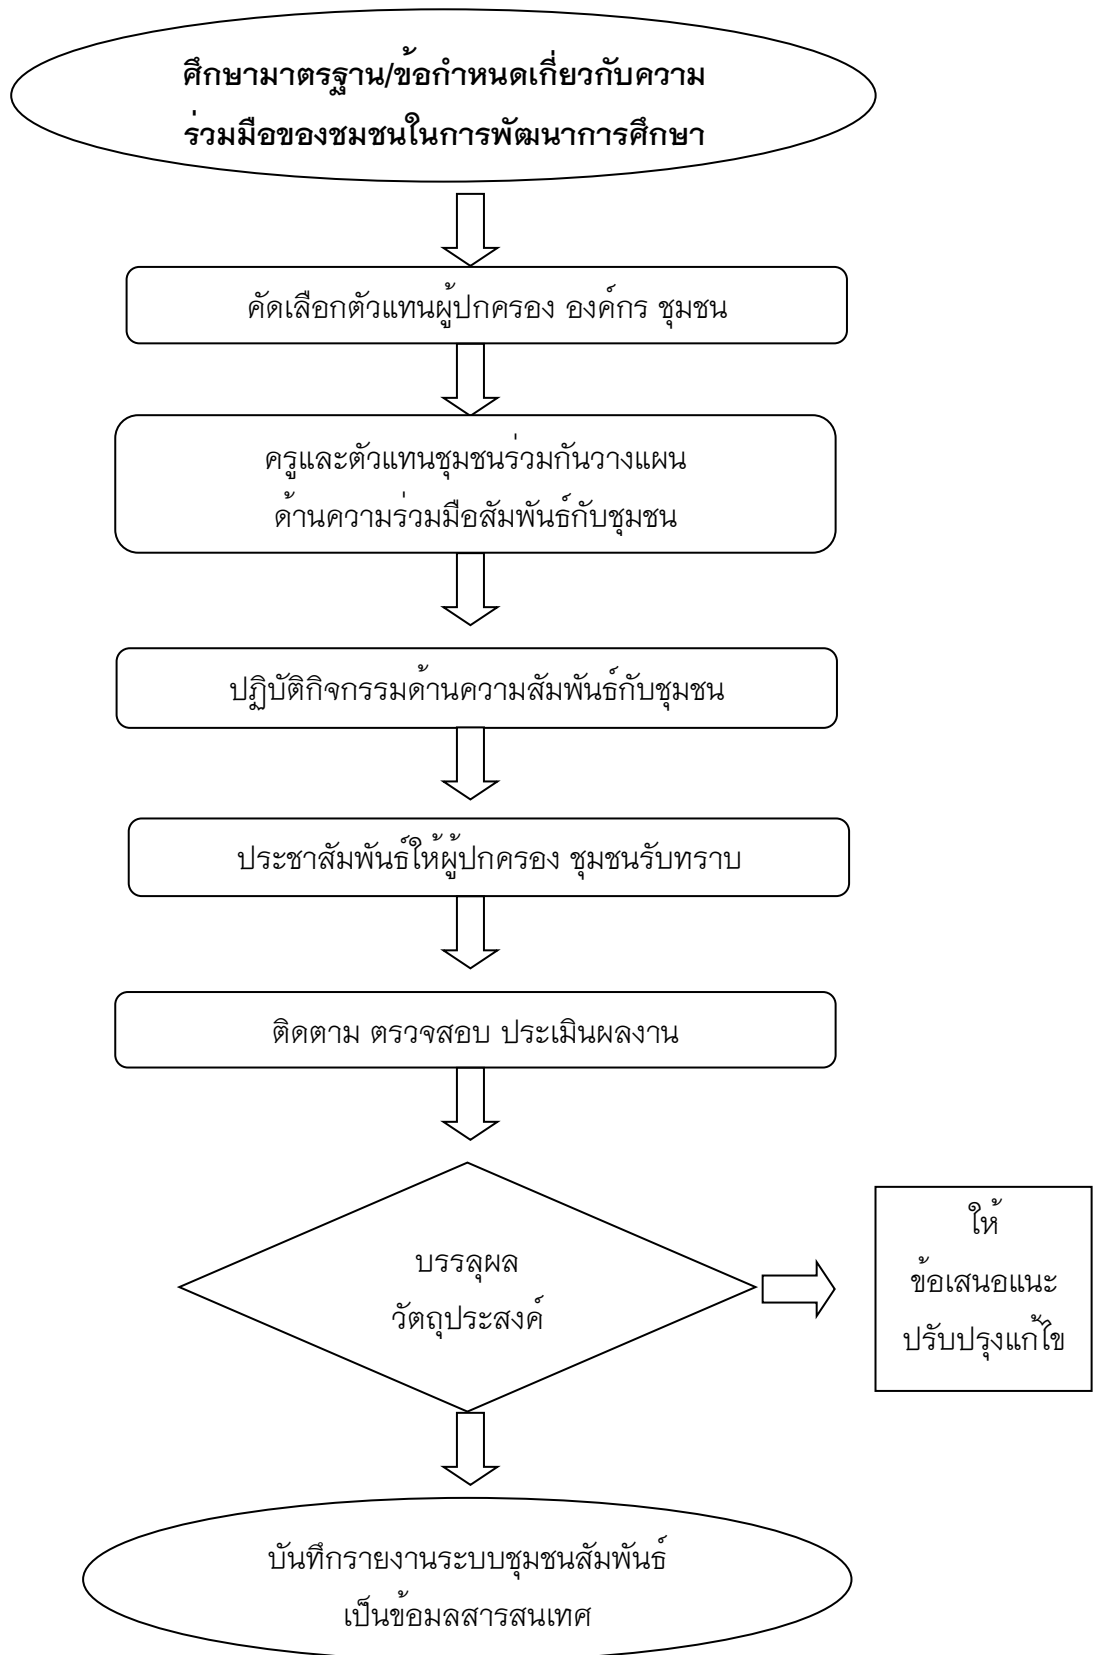 ศึกษามาตรฐาน/ข้อกำหนดเกี่ยวกับความ
ร่วมมือของชุมชนในการพัฒนาการศึกษา
คัดเลือกตัวแทนผู้ปกครอง องค์กร ชุมชน
ครูและตัวแทนชุมชนร่วมกันวางแผน
ด้านความร่วมมือสัมพันธ์กับชุมชน
ปฏิบัติกิจกรรมด้านความสัมพันธ์กับชุมชน
ประชาสัมพันธ์ให้ผู้ปกครอง ชุมชนรับทราบ
ติดตาม ตรวจสอบ ประเมินผลงาน
บรรลุผล
วัตถุประสงค์
ให้
ข้อเสนอแนะ
ปรับปรุงแก้ไข
บันทึกรายงานระบบชุมชนสัมพันธ์
เป็นข้อมลสารสนเทศ